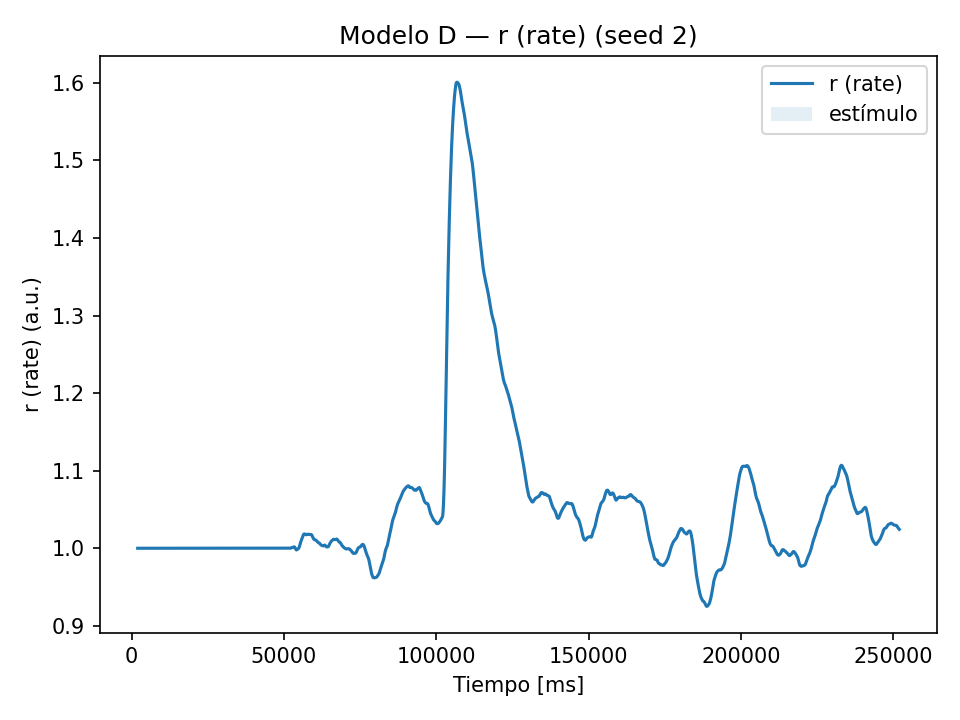 Modelo D — r (rate) (seed 2)
r (rate)
estímulo
r (rate) (a.u.)
1.6
1.5
1.4
1.3
1.2
1.1
1.0
0.9
0 50000 100000 150000 200000 250000
Tiempo [ms]